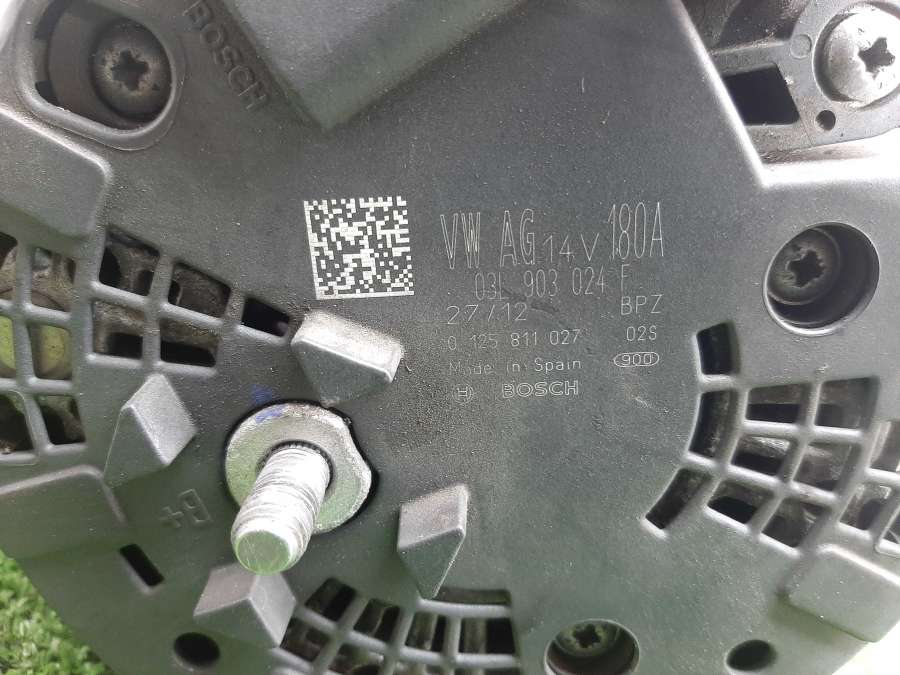 BOSCH
VW AG 14V 180A
03L 903 024 F
27/12 BPZ
0 125 811 027 02S
Made in Spain 900
BOSCH
B+